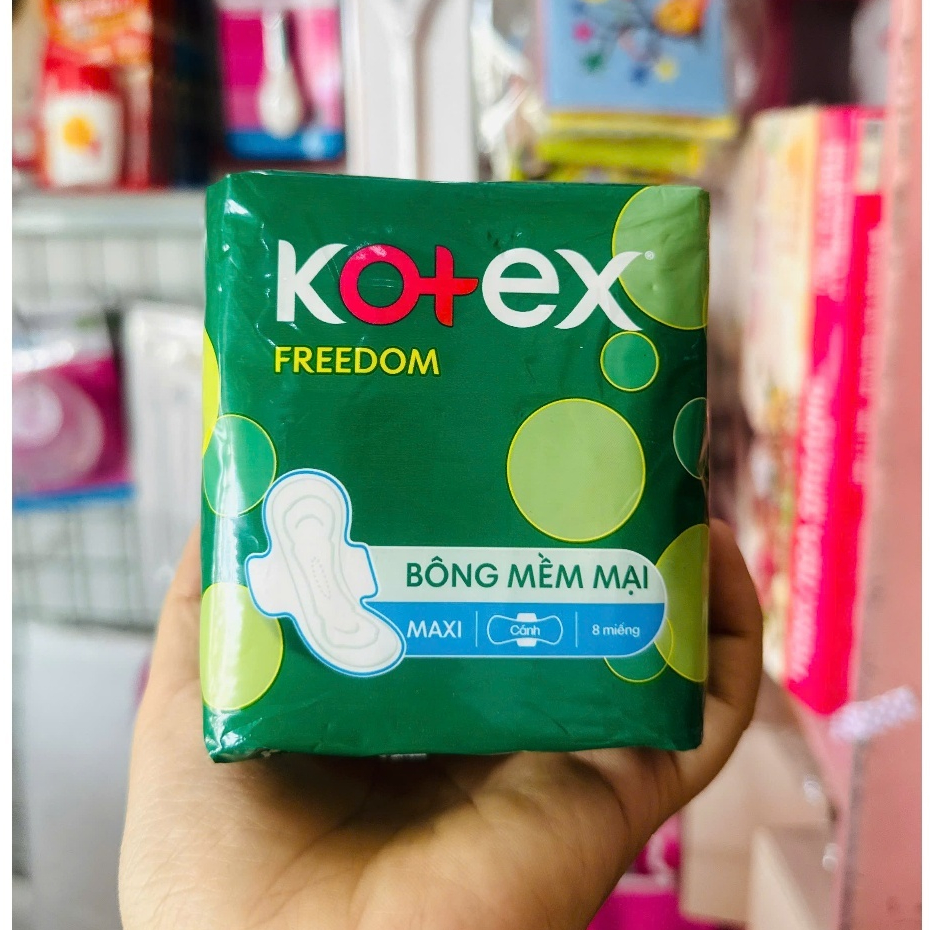 Kotex®
FREEDOM
BÔNG MỀM MẠI
MAXI
Cánh
8 miếng